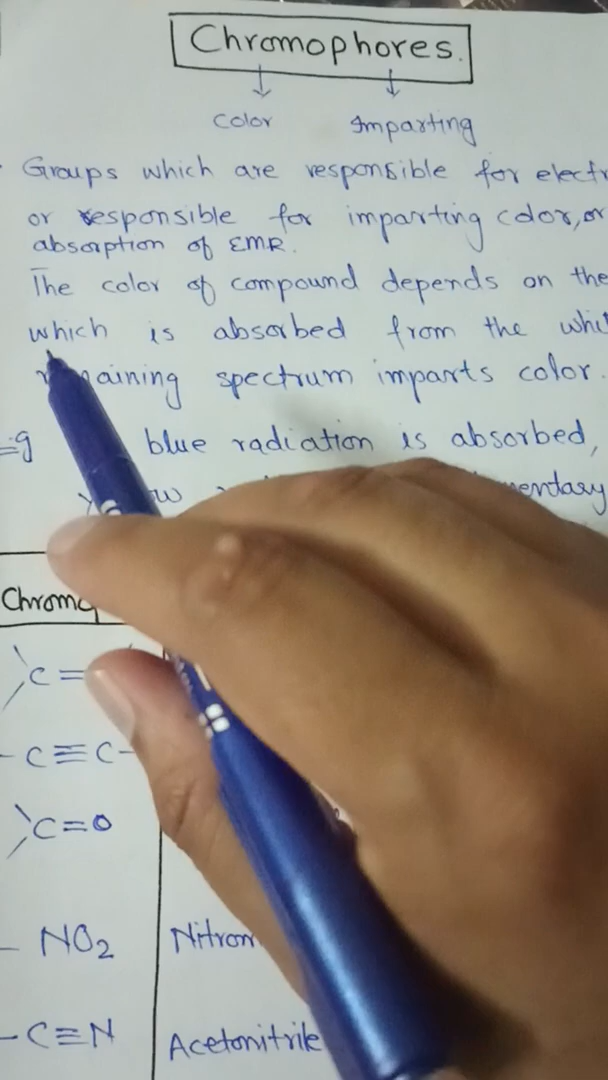 Chromophores.
Color Imparting
Groups which are responsible for
or responsible for imparting color, or
absorption of EMR.
The color of compound depends on the
which is absorbed from the
spectrum imparts color.
blue radiation is absorbed,
C=
-C≡C-
C=O
-NO2
-C≡N Acetonitrile